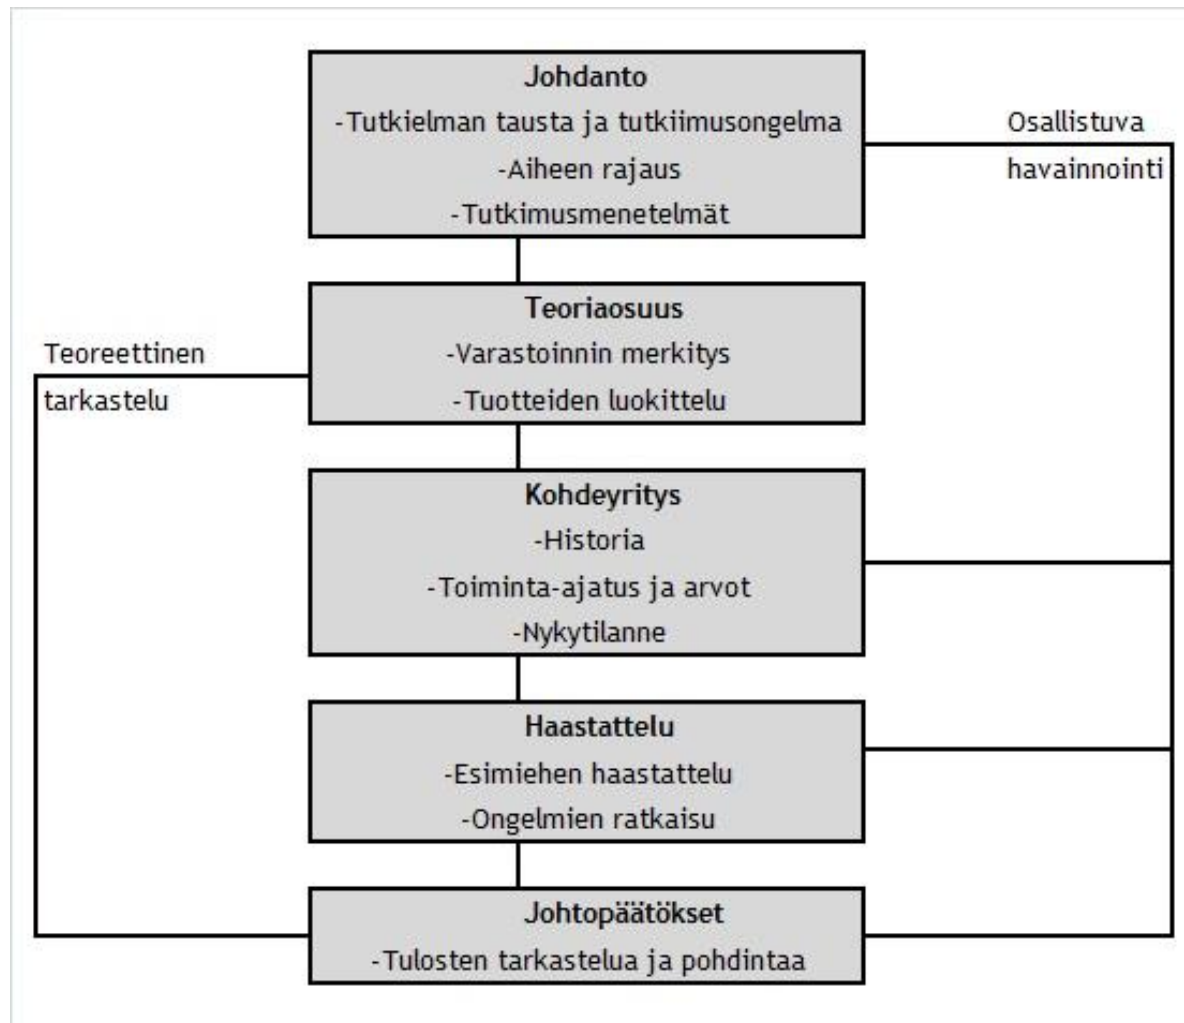 Johdanto
-Tutkielman tausta ja tutkiimusongelma
-Aiheen rajaus
-Tutkimusmenetelmät
Osallistuva
havainnointi
Teoriaosuus
-Varastoinnin merkitys
-Tuotteiden luokittelu
Teoreettinen
tarkastelu
Kohdeyritys
-Historia
-Toiminta-ajatus ja arvot
-Nykytilanne
Haastattelu
-Esimiehen haastattelu
-Ongelmien ratkaisu
Johtopäätökset
-Tulosten tarkastelua ja pohdintaa